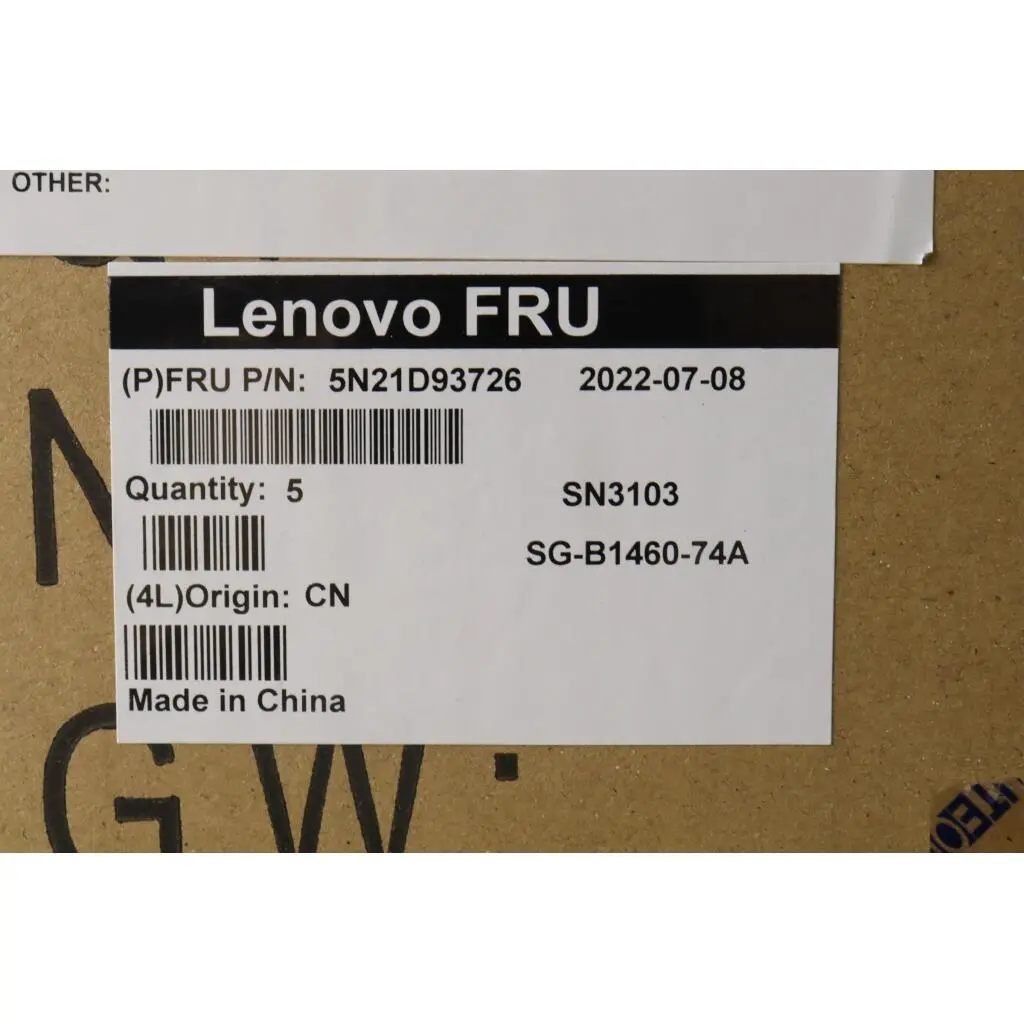 OTHER:
Lenovo FRU
(P)FRU P/N: 5N21D93726 2022-07-08
Quantity: 5 SN3103
SG-B1460-74A
(4L)Origin: CN
Made in China
N
GW: